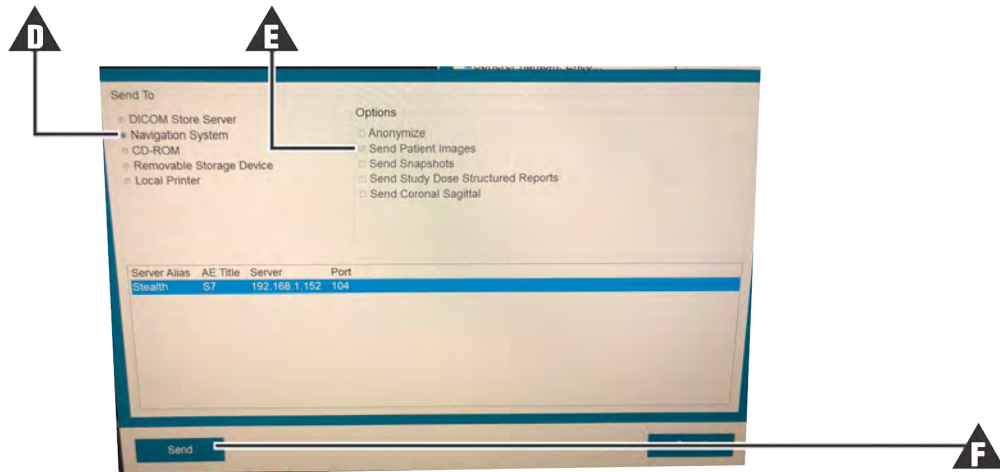 D
E
Send To
DICOM Store Server
Navigation System
CD-ROM
Removable Storage Device
Local Printer
Options
Anonymize
Send Patient Images
Send Snapshots
Send Study Dose Structured Reports
Send Coronal Sagittal
Server Alias AE Title Server Port
Stealth S7 192.168.1.152 104
Send
F